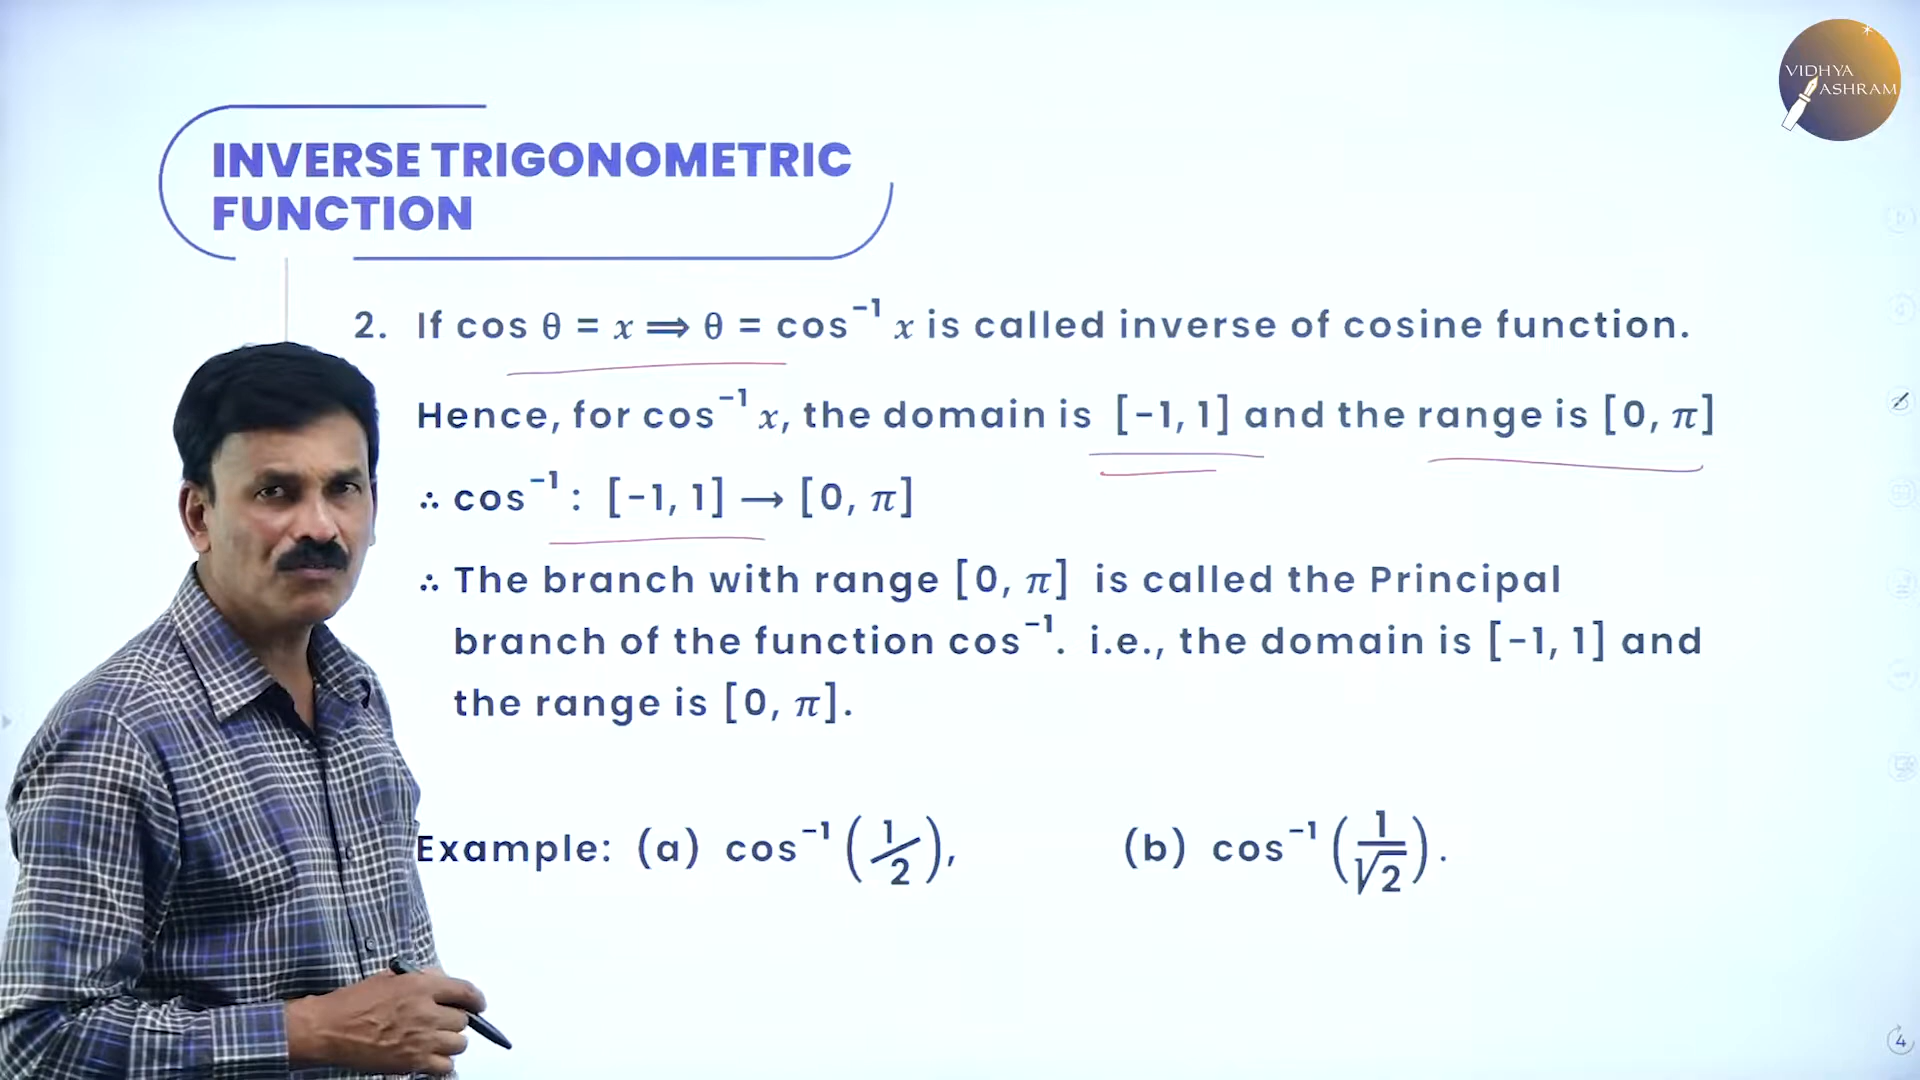 VIDHYA
ASHRAM
INVERSE TRIGONOMETRIC
FUNCTION
2. If cos θ = x ⟹ θ = cos⁻¹ x is called inverse of cosine function.
Hence, for cos⁻¹ x, the domain is [-1, 1] and the range is [0, π]
∴ cos⁻¹ : [-1, 1] → [0, π]
∴ The branch with range [0, π] is called the Principal
branch of the function cos⁻¹. i.e., the domain is [-1, 1] and
the range is [0, π].
Example: (a) cos⁻¹ (1/2), (b) cos⁻¹ (1/√2).
4